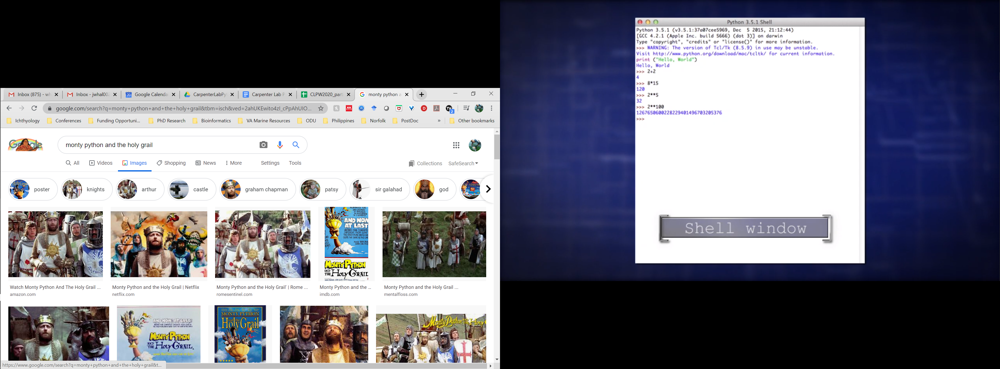 Inbox (875) - wh
Inbox - jwhal002
20
Google Calenda
CarpenterLabPy
Carpenter Lab P
CLPW2020_parti
monty python a
google.com/search?q=monty+python+and+the+holy+grail&tbm=isch&ved=2ahUKEwito4zI_cPpAhUIO...
2
Ichthyology
Conferences
Funding Opportuni...
PhD Research
Bioinformatics
VA Marine Resources
ODU
Philippines
Norfolk
PostDoc
»
Other bookmarks
Google
monty python and the holy grail
All
Videos
Images
Shopping
News
More
Settings
Tools
Collections
SafeSearch
poster
knights
arthur
castle
graham chapman
patsy
sir galahad
god
AND NOW
AT LAST!
MONTY PYTHON
AND THE HOLY GRAIL
Watch Monty Python And The Holy Grail ...
amazon.com
Monty Python and the Holy Grail | Netflix
netflix.com
Monty Python and the Holy Grail' | Rome ...
romesentinel.com
Monty Python and the ...
imdb.com
Monty Python and the Holy Grail ...
mentalfloss.com
AND NOW! AT LAST!
MONTY PYTHON
AND THE HOLY GRAIL
MONTY PYTHON
and the
Holy Grail
Monty Python AND THE Holy G
https://www.google.com/search?q=monty+python+and+the+holy+grail&t...
Python 3.5.1 Shell
Python 3.5.1 (v3.5.1:37a07cee5969, Dec  5 2015, 21:12:44)
[GCC 4.2.1 (Apple Inc. build 5666) (dot 3)] on darwin
Type "copyright", "credits" or "license()" for more information.
>>> WARNING: The version of Tcl/Tk (8.5.9) in use may be unstable.
Visit http://www.python.org/download/mac/tcltk/ for current information.
print ("Hello, World")
Hello, World
>>> 2+2
4
>>> 8*15
120
>>> 2**5
32
>>> 2**100
1267650600228229401496703205376
>>>
Shell window